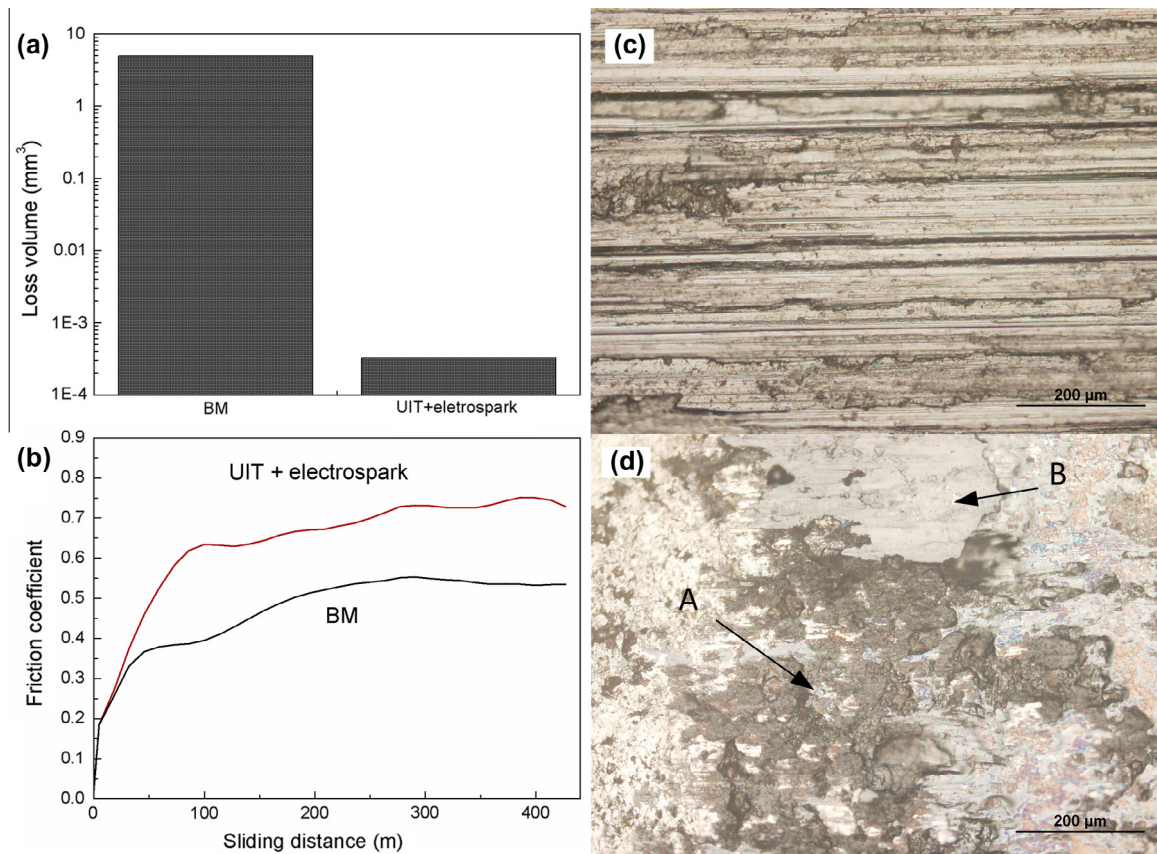 (a)
10
1
0.1
0.01
1E-3
1E-4
Loss volume (mm³)
BM
UIT+eletrospark
(b)
0.9
0.8
0.7
0.6
0.5
0.4
0.3
0.2
0.1
0.0
Friction coefficient
UIT + electrospark
BM
0
100
200
300
400
Sliding distance (m)
(c)
200 µm
(d)
B
A
200 µm